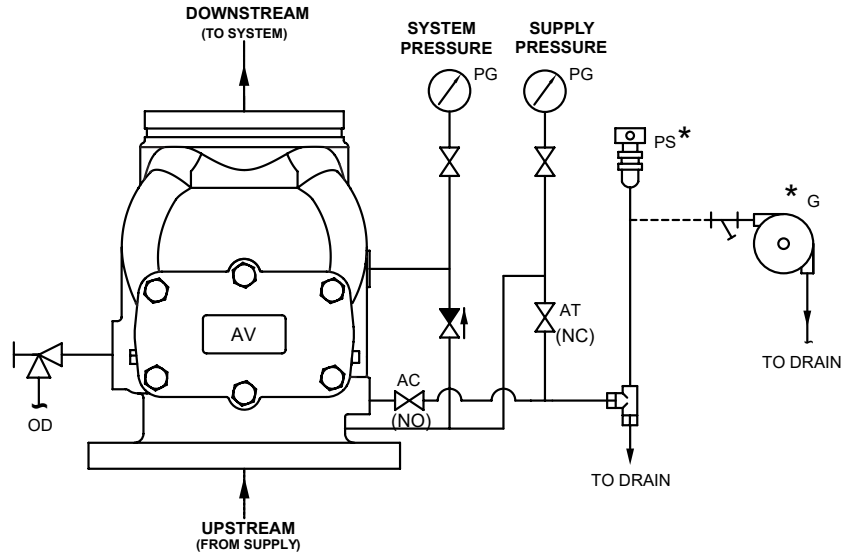 DOWNSTREAM
(TO SYSTEM)
SYSTEM
PRESSURE
SUPPLY
PRESSURE
PG
PG
PS*
* G
AV
AT
(NC)
AC
(NO)
OD
TO DRAIN
TO DRAIN
UPSTREAM
(FROM SUPPLY)